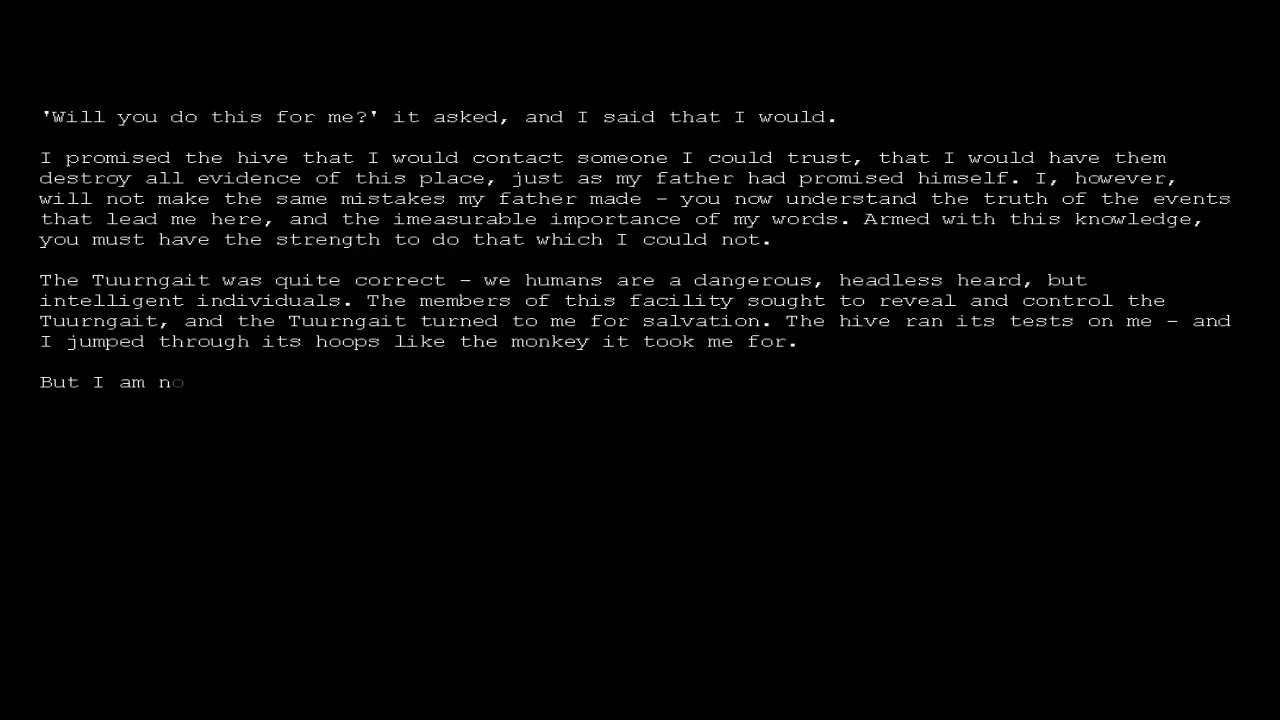 'Will you do this for me?' it asked, and I said that I would.
I promised the hive that I would contact someone I could trust, that I would have them
destroy all evidence of this place, just as my father had promised himself. I, however,
will not make the same mistakes my father made - you now understand the truth of the events
that lead me here, and the imeasurable importance of my words. Armed with this knowledge,
you must have the strength to do that which I could not.
The Tuurngait was quite correct - we humans are a dangerous, headless heard, but
intelligent individuals. The members of this facility sought to reveal and control the
Tuurngait, and the Tuurngait turned to me for salvation. The hive ran its tests on me - and
I jumped through its hoops like the monkey it took me for.
But I am no